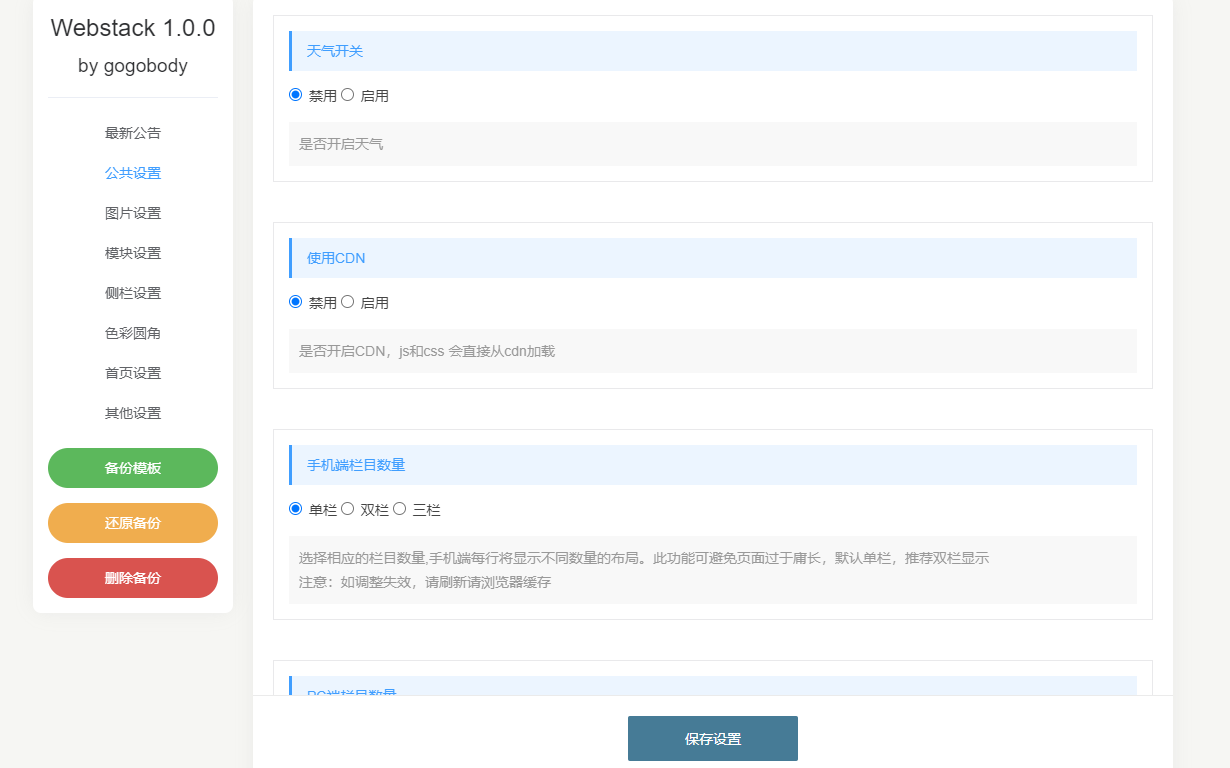 Webstack 1.0.0
by gogobody
最新公告
公共设置
图片设置
模块设置
侧栏设置
色彩圆角
首页设置
其他设置
备份模板
还原备份
删除备份
天气开关
禁用 启用
是否开启天气
使用CDN
禁用 启用
是否开启CDN，js和css 会直接从cdn加载
手机端栏目数量
单栏 双栏 三栏
选择相应的栏目数量,手机端每行将显示不同数量的布局。此功能可避免页面过于庸长，默认单栏，推荐双栏显示
注意：如调整失效，请刷新请浏览器缓存
PC端栏目数量
保存设置